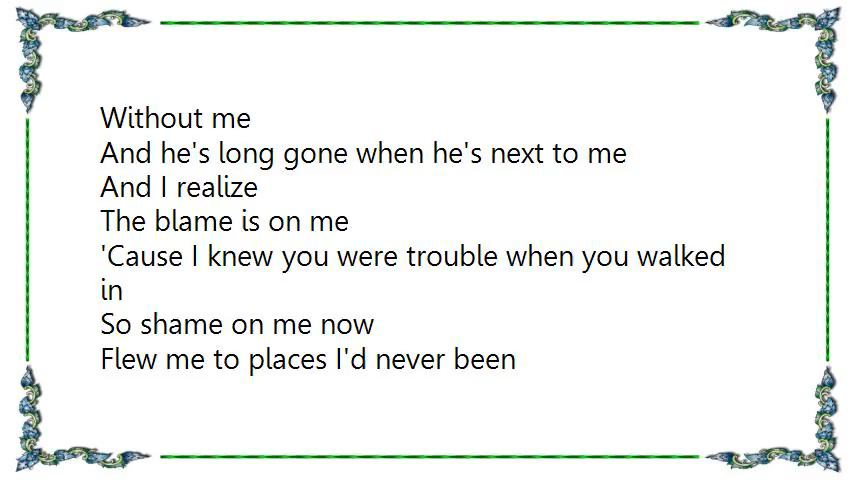 Without me
And he's long gone when he's next to me
And I realize
The blame is on me
'Cause I knew you were trouble when you walked
in
So shame on me now
Flew me to places I'd never been